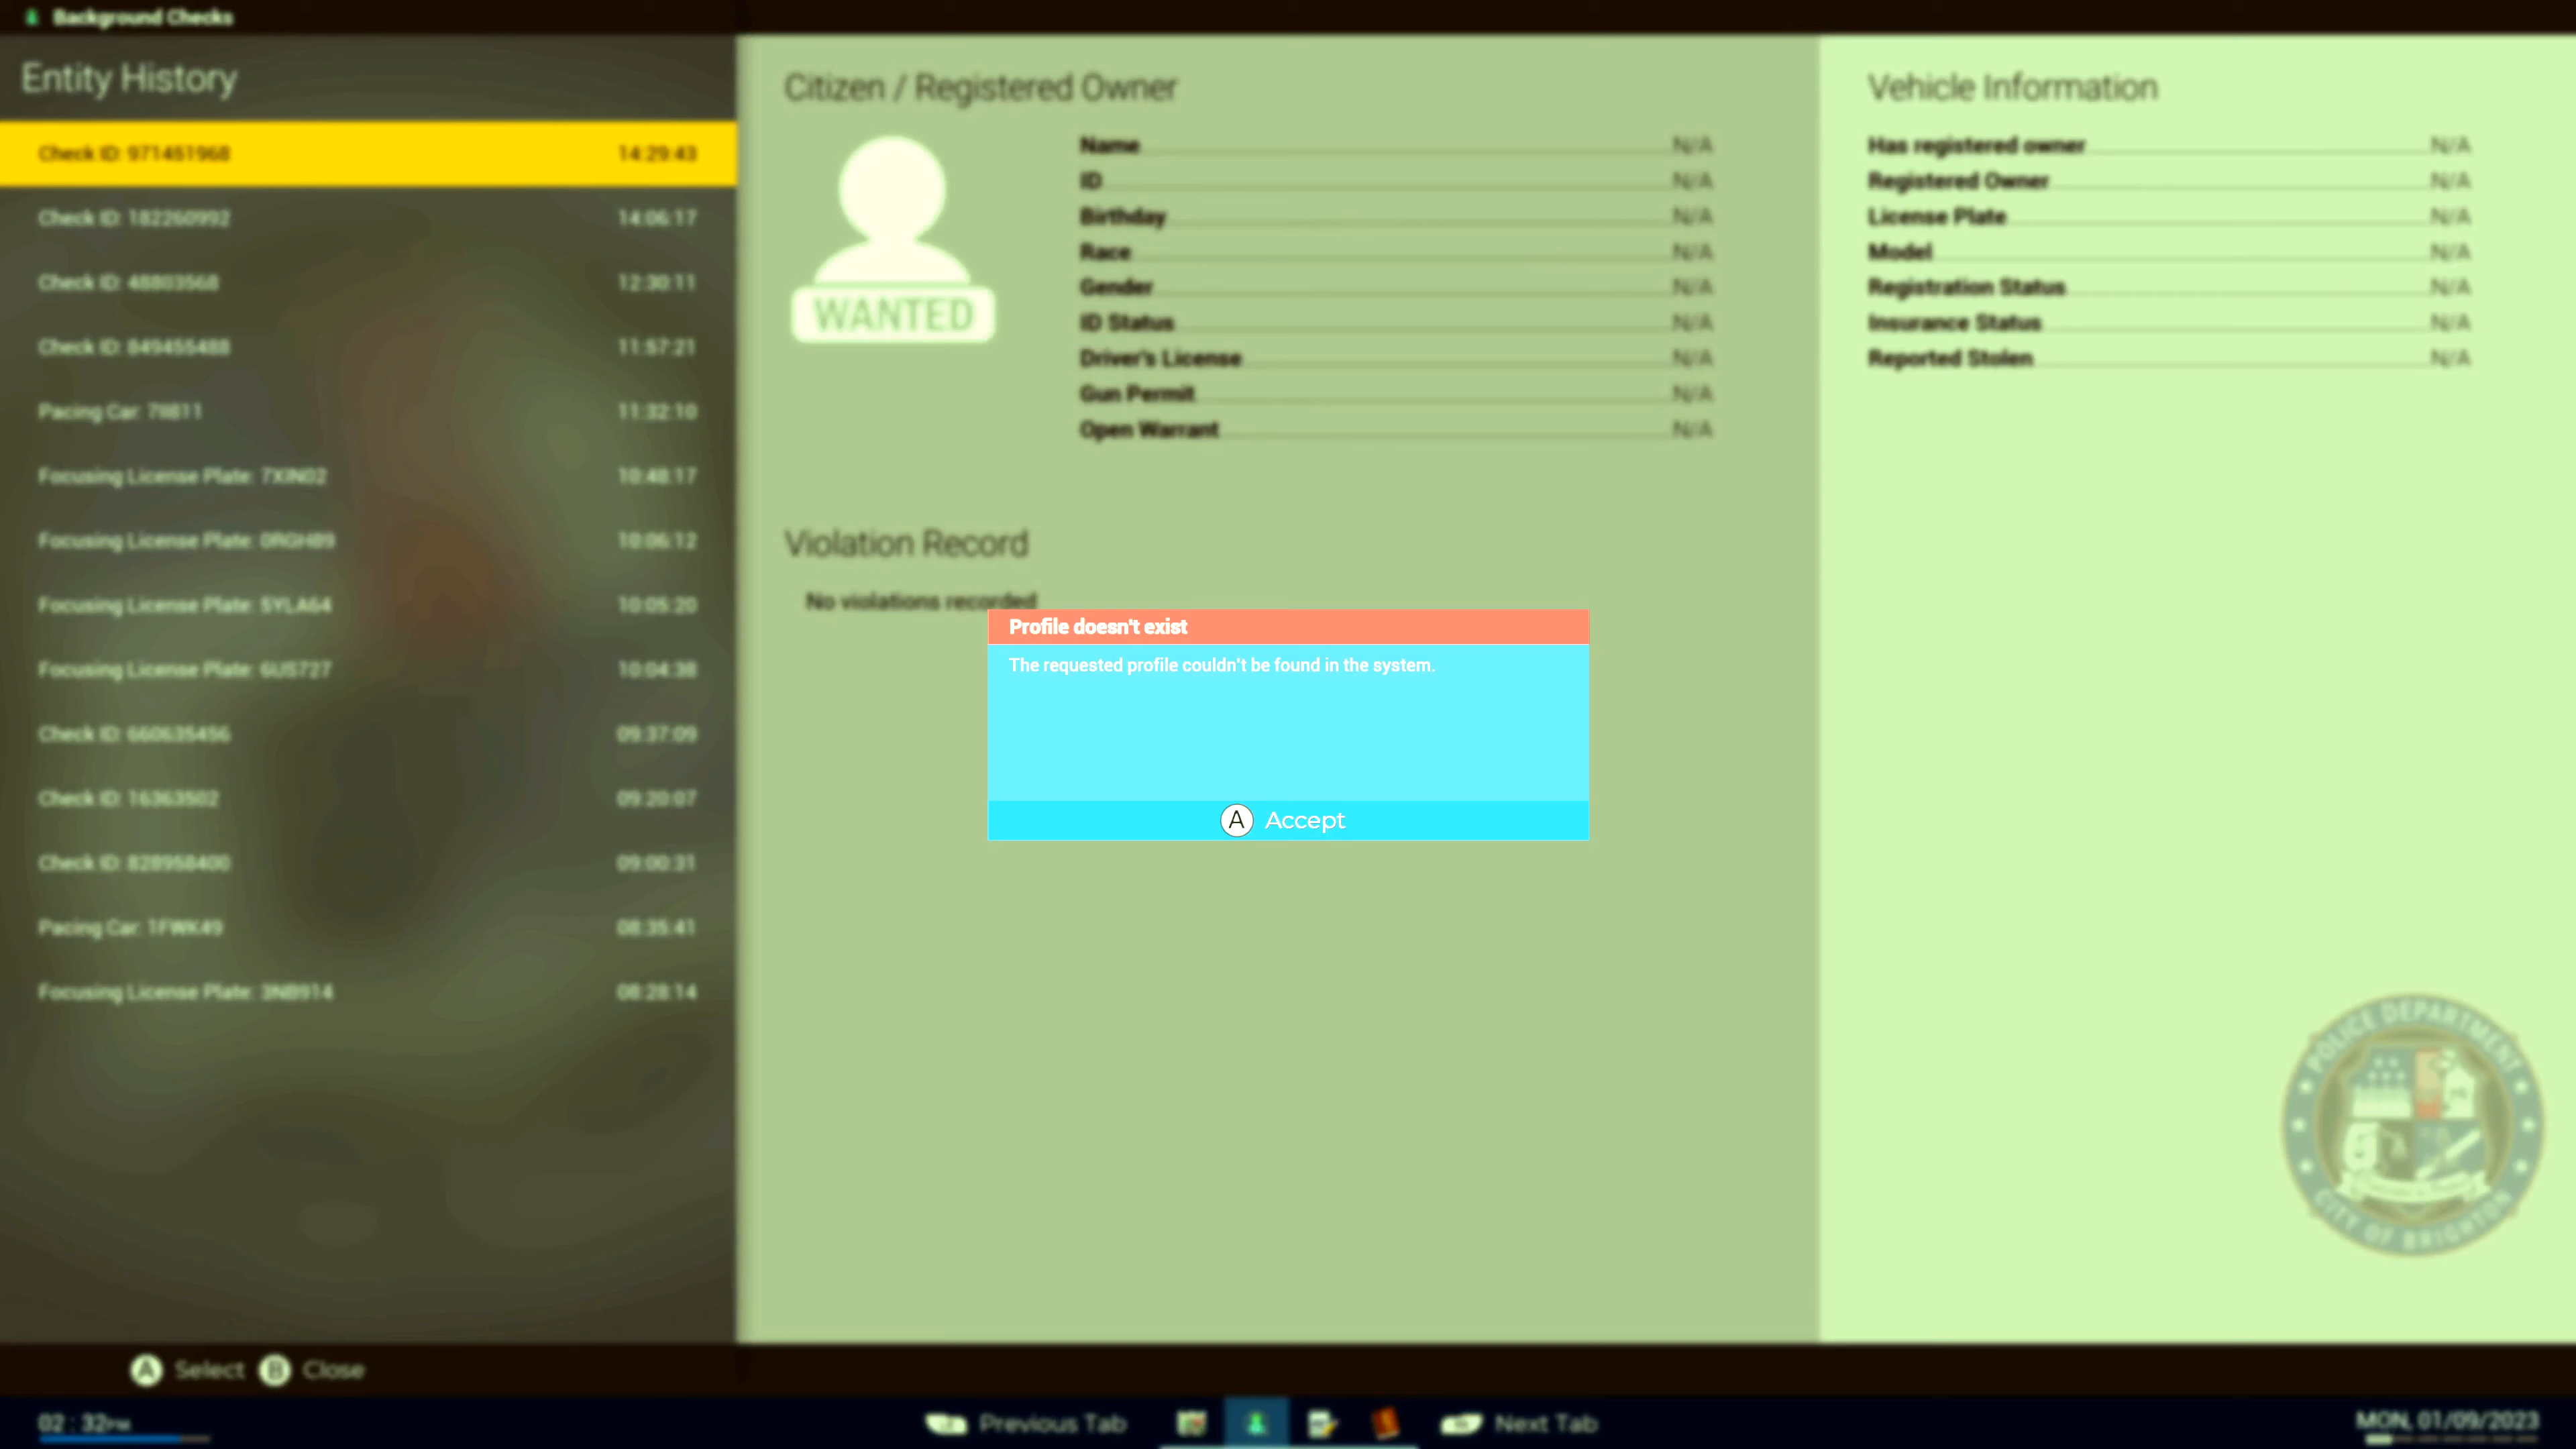 Background Checks
Entity History
Check ID: 971451968 14:29:43
Check ID: 182260992 14:06:17
Check ID: 48803568 12:30:11
Check ID: 849455488 11:57:21
Pacing Car: 11:32:10
Focusing License Plate: 7XIN02 10:48:17
Focusing License Plate: 0RGH89 10:06:12
Focusing License Plate: 5YLA64 10:05:20
Focusing License Plate: 6US727 10:04:38
Check ID: 660635456 09:37:09
Check ID: 16363502 09:20:07
Check ID: 828958400 09:00:31
Pacing Car: 1FWK49 08:35:41
Focusing License Plate: 3NB914 08:28:14
Citizen / Registered Owner
WANTED
Name N/A
ID N/A
Birthday N/A
Race N/A
Gender N/A
ID Status N/A
Driver's License N/A
Gun Permit N/A
Open Warrant N/A
Violation Record
No violations recorded
Vehicle Information
Has registered owner N/A
Registered Owner N/A
License Plate N/A
Model N/A
Registration Status N/A
Insurance Status N/A
Reported Stolen N/A
Profile doesn't exist
The requested profile couldn't be found in the system.
A Accept
POLICE DEPARTMENT
CITY OF BRIGHTON
A Select B Close
02 : 32PM
Previous Tab
Next Tab
MON, 01/09/2023